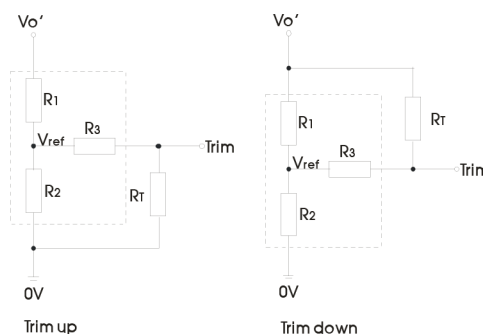 Vo'
R1
Vref
R3
Trim
R2
RT
0V
Trim up
Vo'
R1
RT
Vref
R3
Trim
R2
0V
Trim down